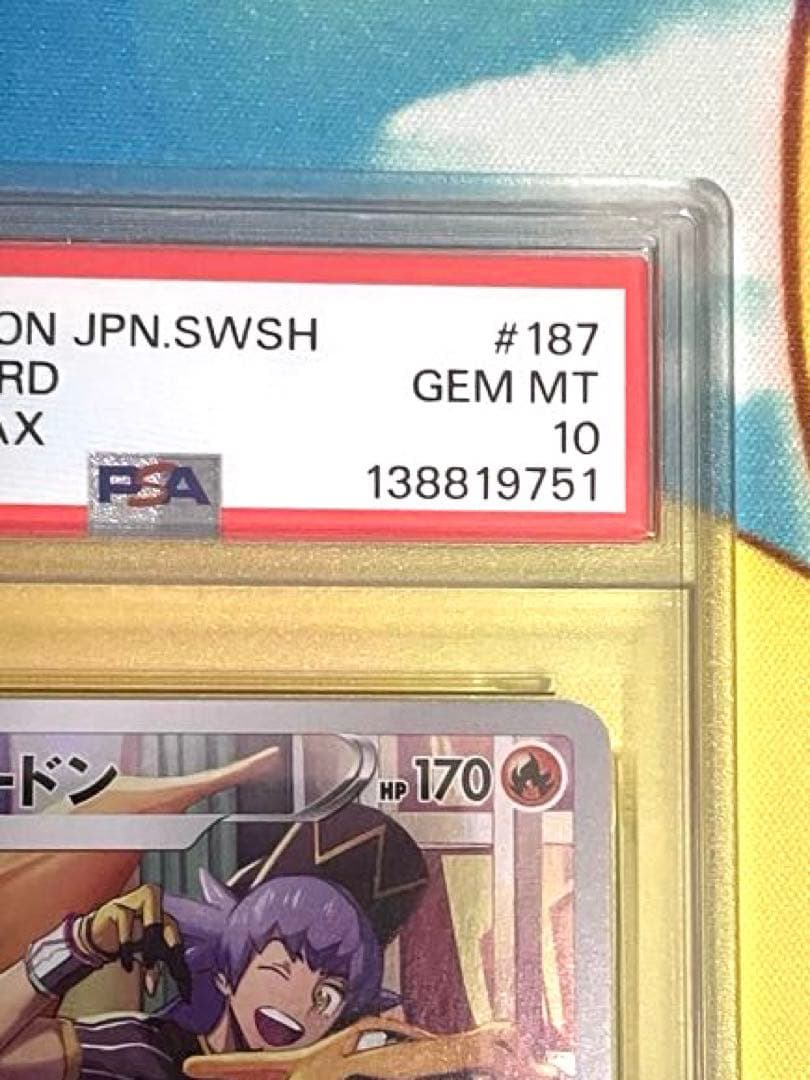 ON JPN.SWSH #187
RD GEM MT
AX 10
PSA 138819751
ードン HP 170